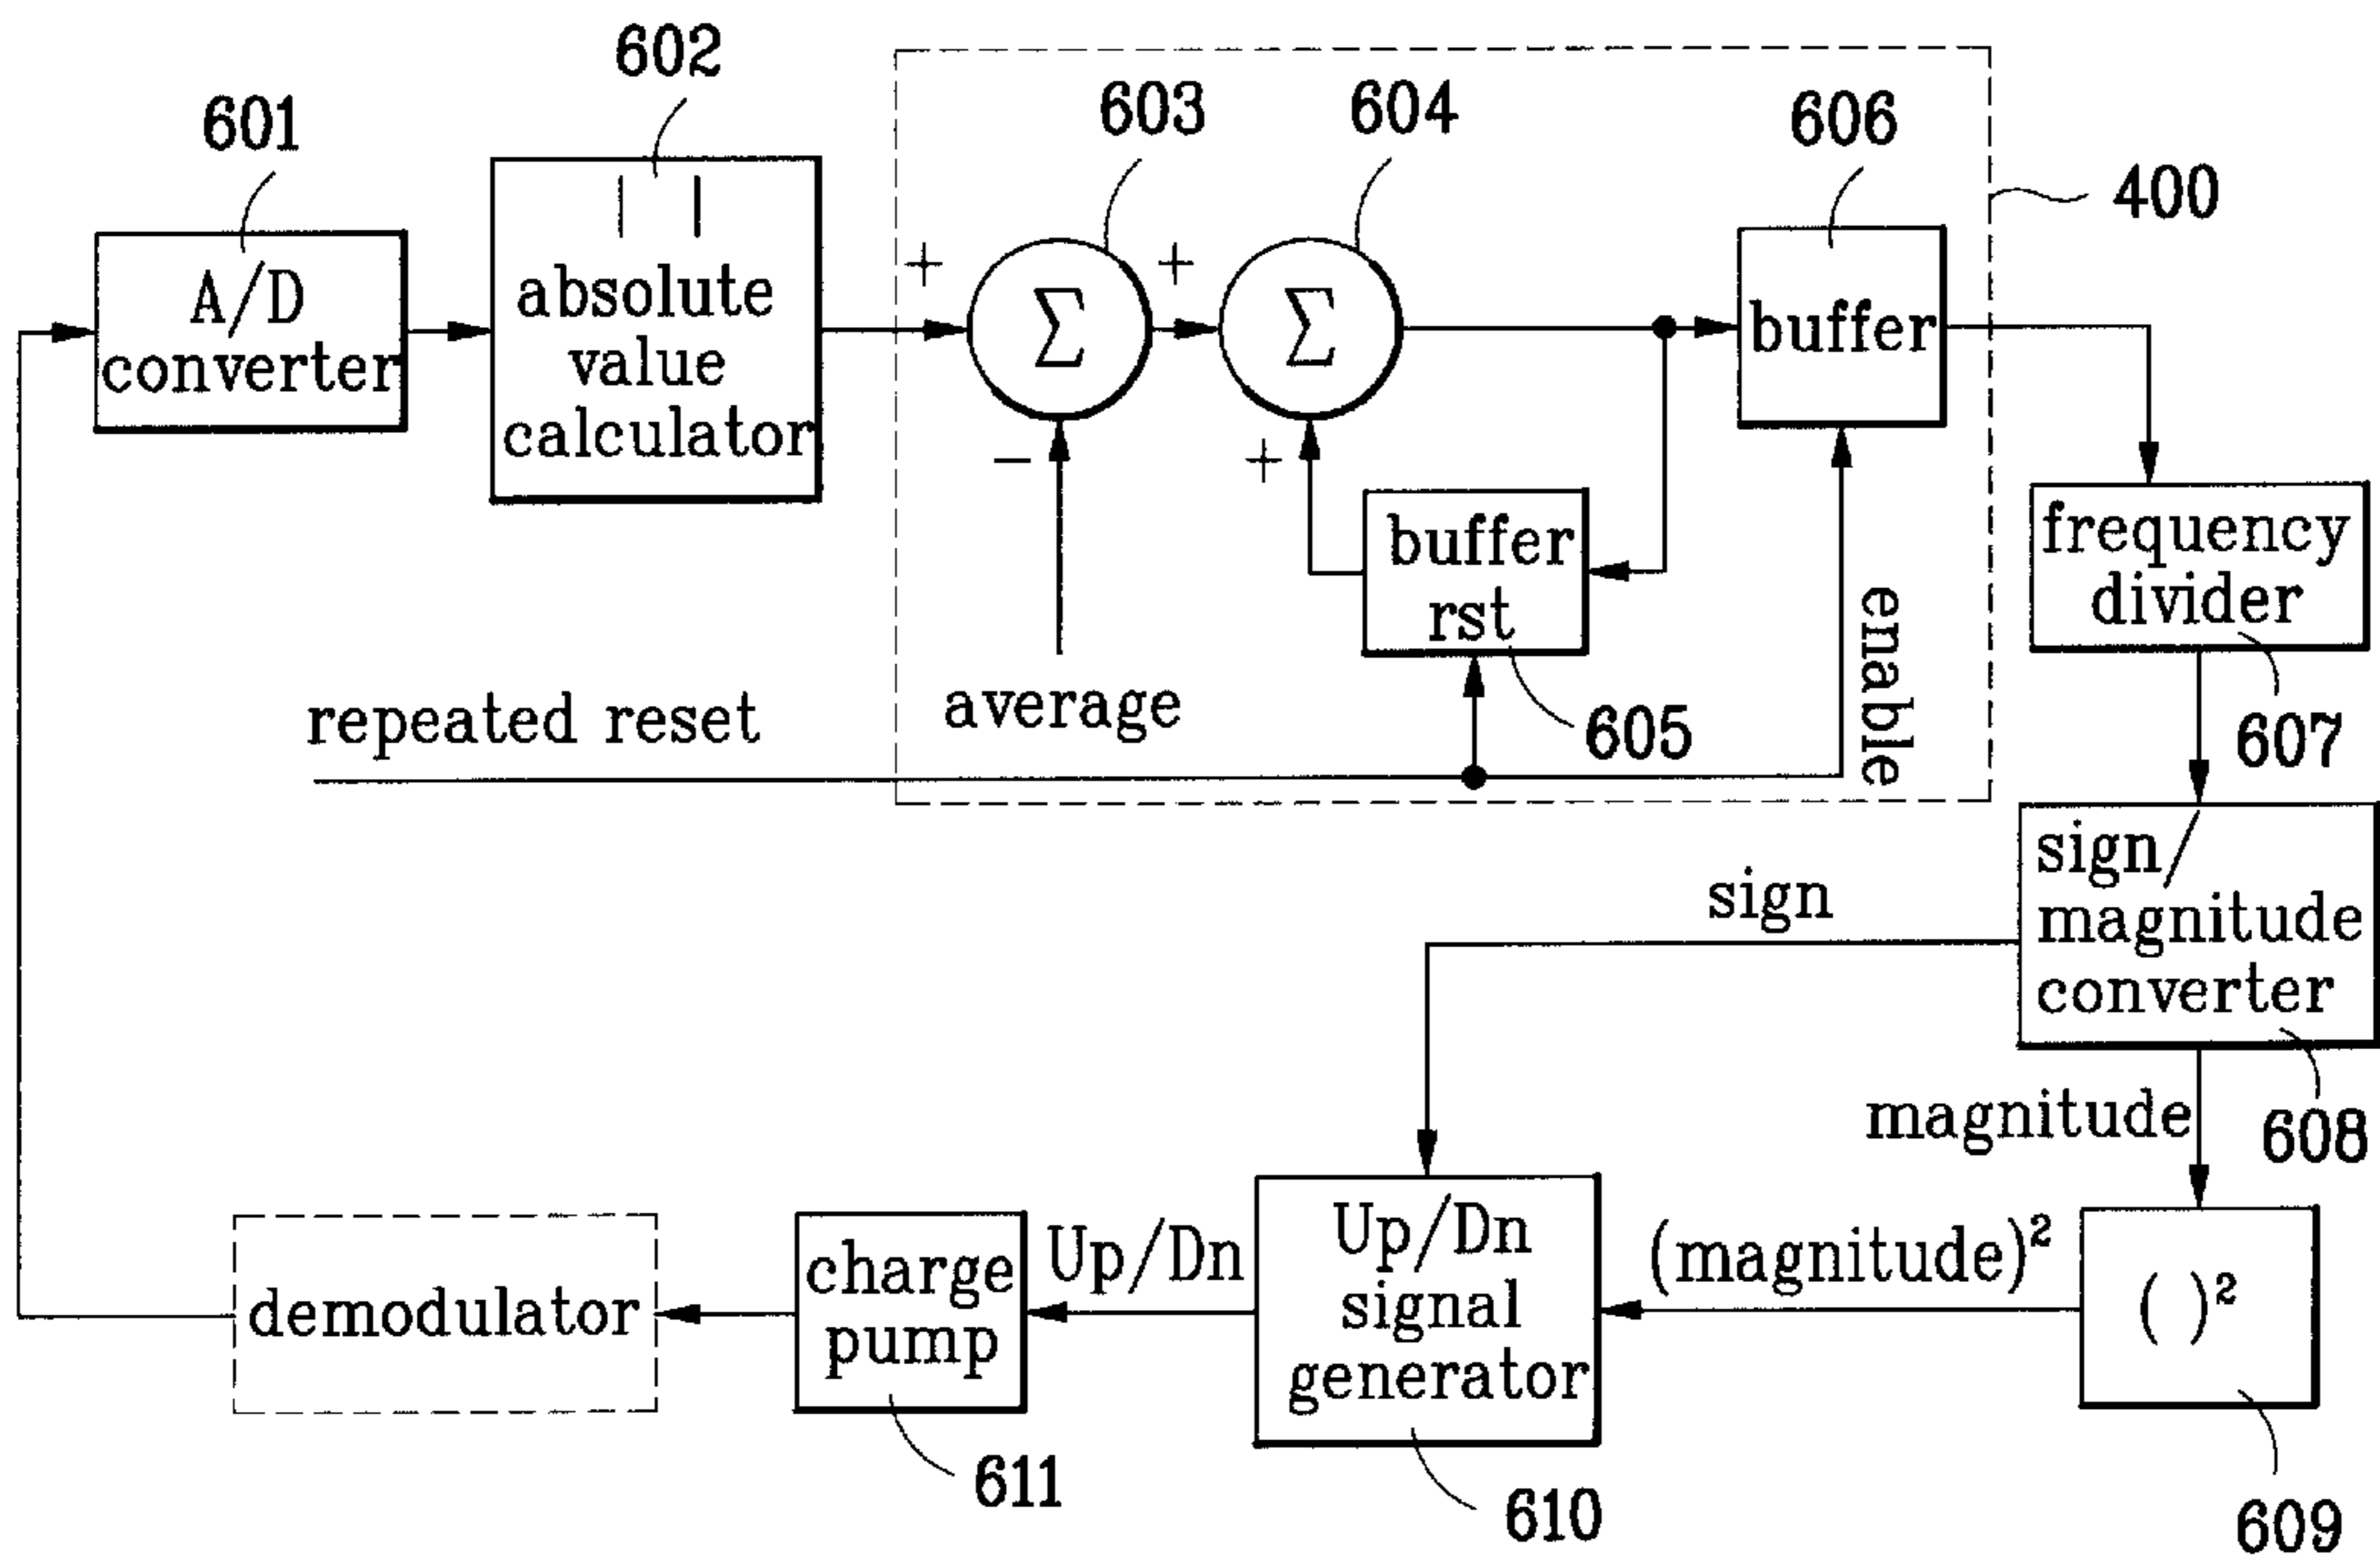 602
603
604
606
601
400
| |
A/D
converter
absolute
value
calculator
+
Σ
−
+
Σ
+
buffer
buffer
rst
enable
frequency
divider
607
average
605
repeated reset
sign/
magnitude
converter
608
sign
magnitude
( )²
609
(magnitude)²
Up/Dn
signal
generator
610
Up/Dn
charge
pump
611
demodulator